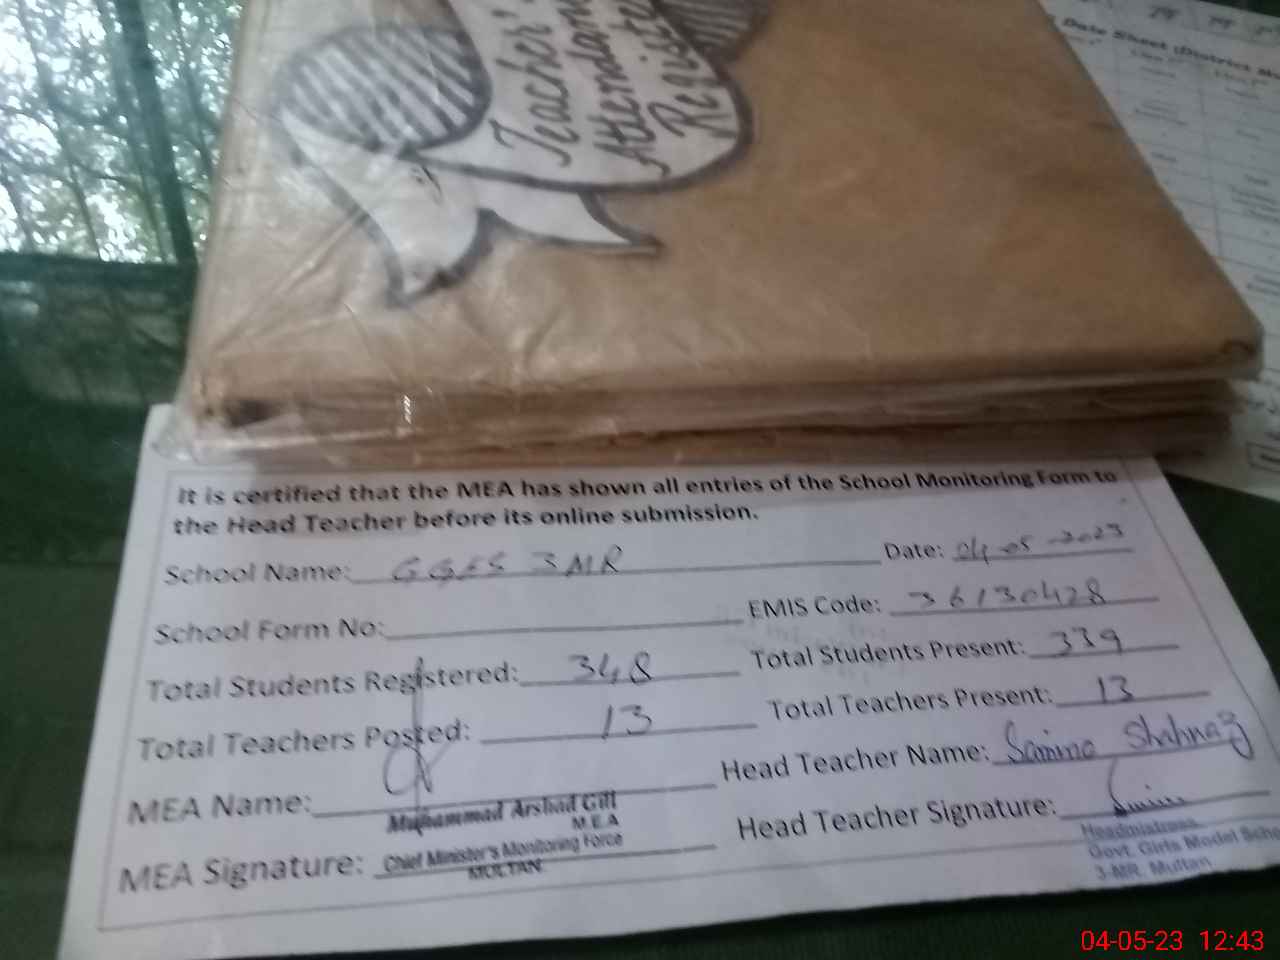 Teacher's
Attendance
Register
Date Sheet (District M
It is certified that the MEA has shown all entries of the School Monitoring Form to
the Head Teacher before its online submission.
School Name: GGES 3MR Date: 04-05-2023
School Form No: EMIS Code: 36130428
Total Students Registered: 348 Total Students Present: 339
Total Teachers Posted: 13 Total Teachers Present: 13
MEA Name: Head Teacher Name: Saima Shahnaz
Muhammad Arshad Gill
M.E.A
MEA Signature: Chief Minister's Monitoring Force Head Teacher Signature:
MULTAN.
Headmistress
Govt. Girls Model Scho
3-MR, Multan
04-05-23 12:43